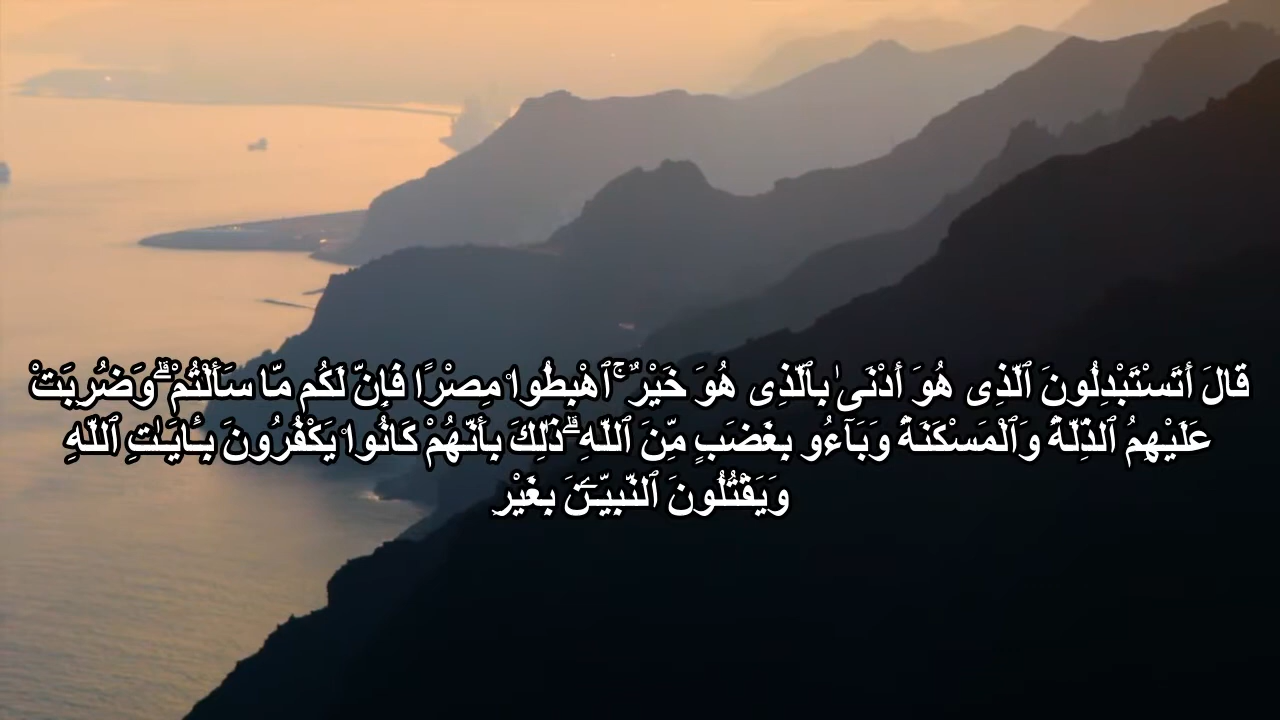 قَالَ أَتَسْتَبْدِلُونَ ٱلَّذِى هُوَ أَدْنَىٰ بِٱلَّذِى هُوَ خَيْرٌ ۚ ٱهْبِطُوا۟ مِصْرًا فَإِنَّ لَكُم مَّا سَأَلْتُمْ ۗ وَضُرِبَتْ
عَلَيْهِمُ ٱلذِّلَّةُ وَٱلْمَسْكَنَةُ وَبَآءُو بِغَضَبٍ مِّنَ ٱللَّهِ ۗ ذَٰلِكَ بِأَنَّهُمْ كَانُوا۟ يَكْفُرُونَ بِـَٔايَـٰتِ ٱللَّهِ
وَيَقْتُلُونَ ٱلنَّبِيِّـۧنَ بِغَيْرِ